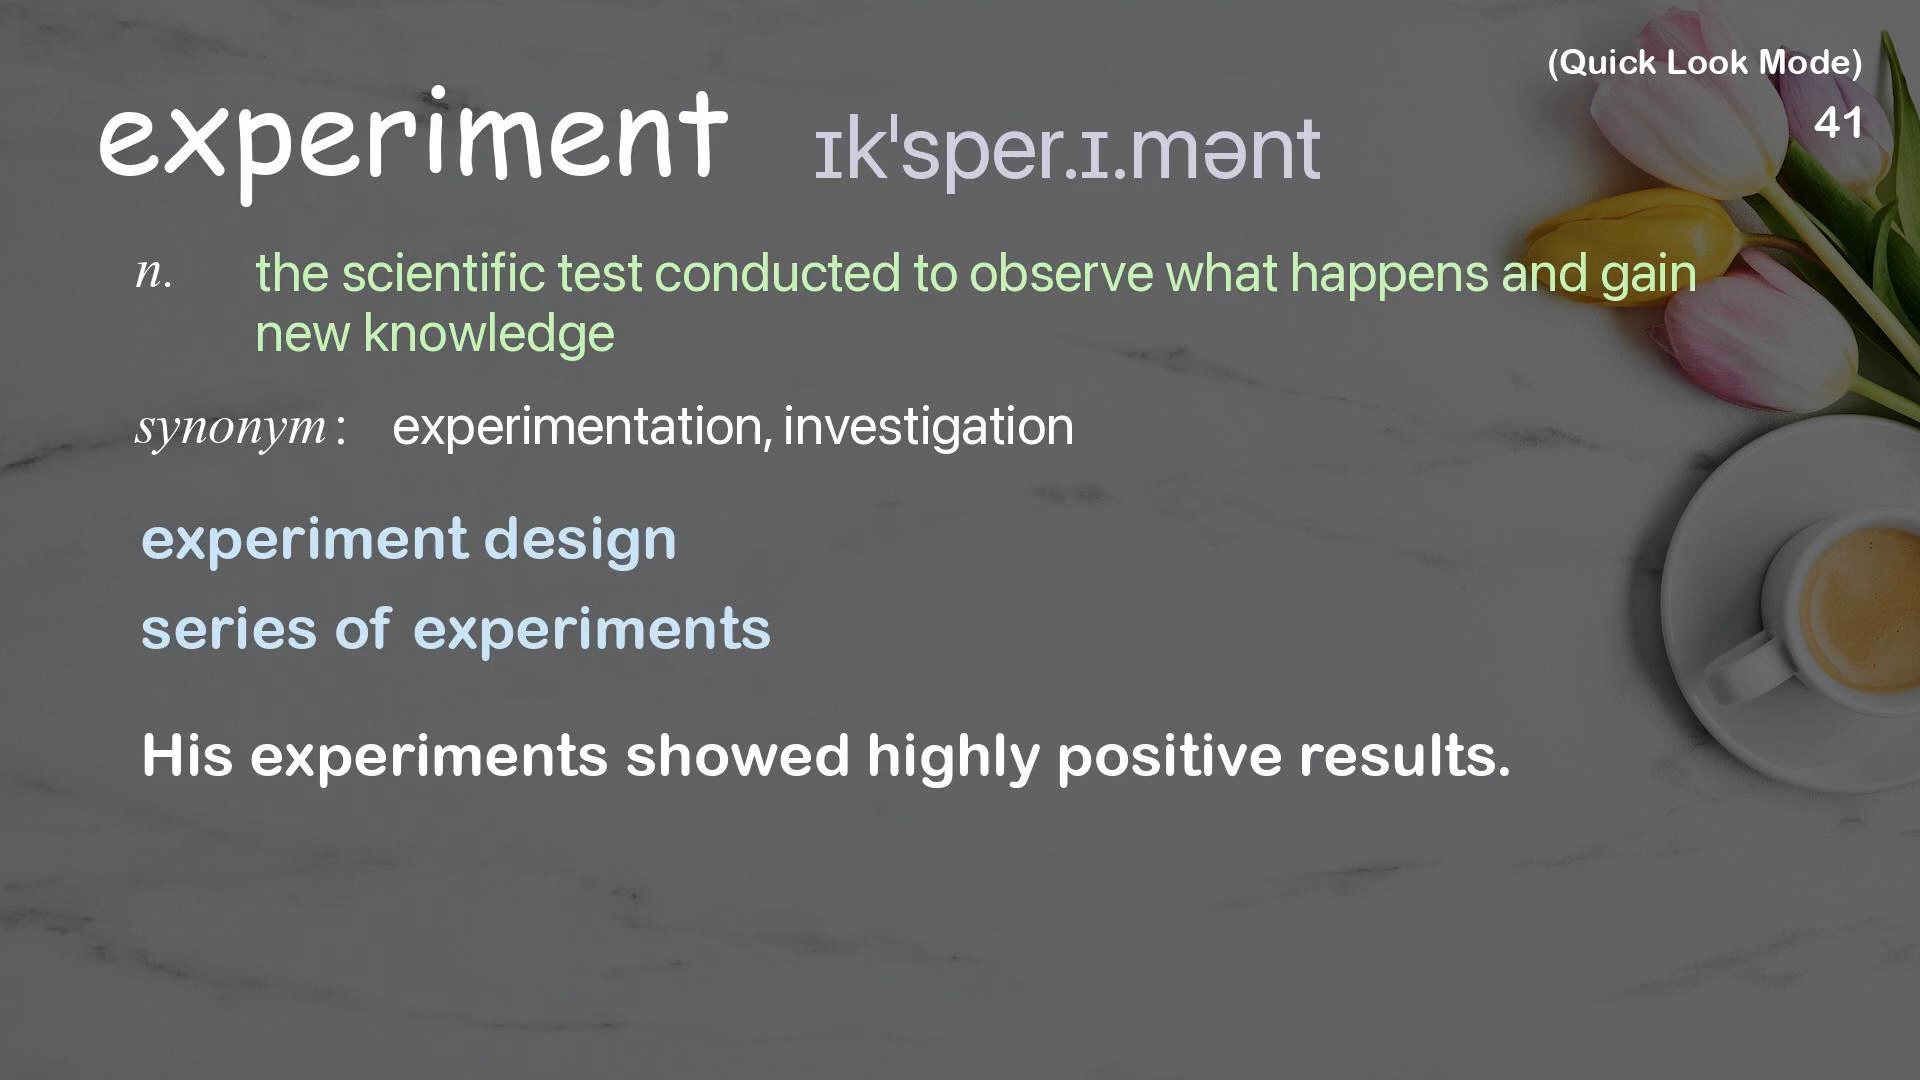 (Quick Look Mode)
41
experiment ɪkˈsper.ɪ.mənt
n. the scientific test conducted to observe what happens and gain
new knowledge
synonym: experimentation, investigation
experiment design
series of experiments
His experiments showed highly positive results.